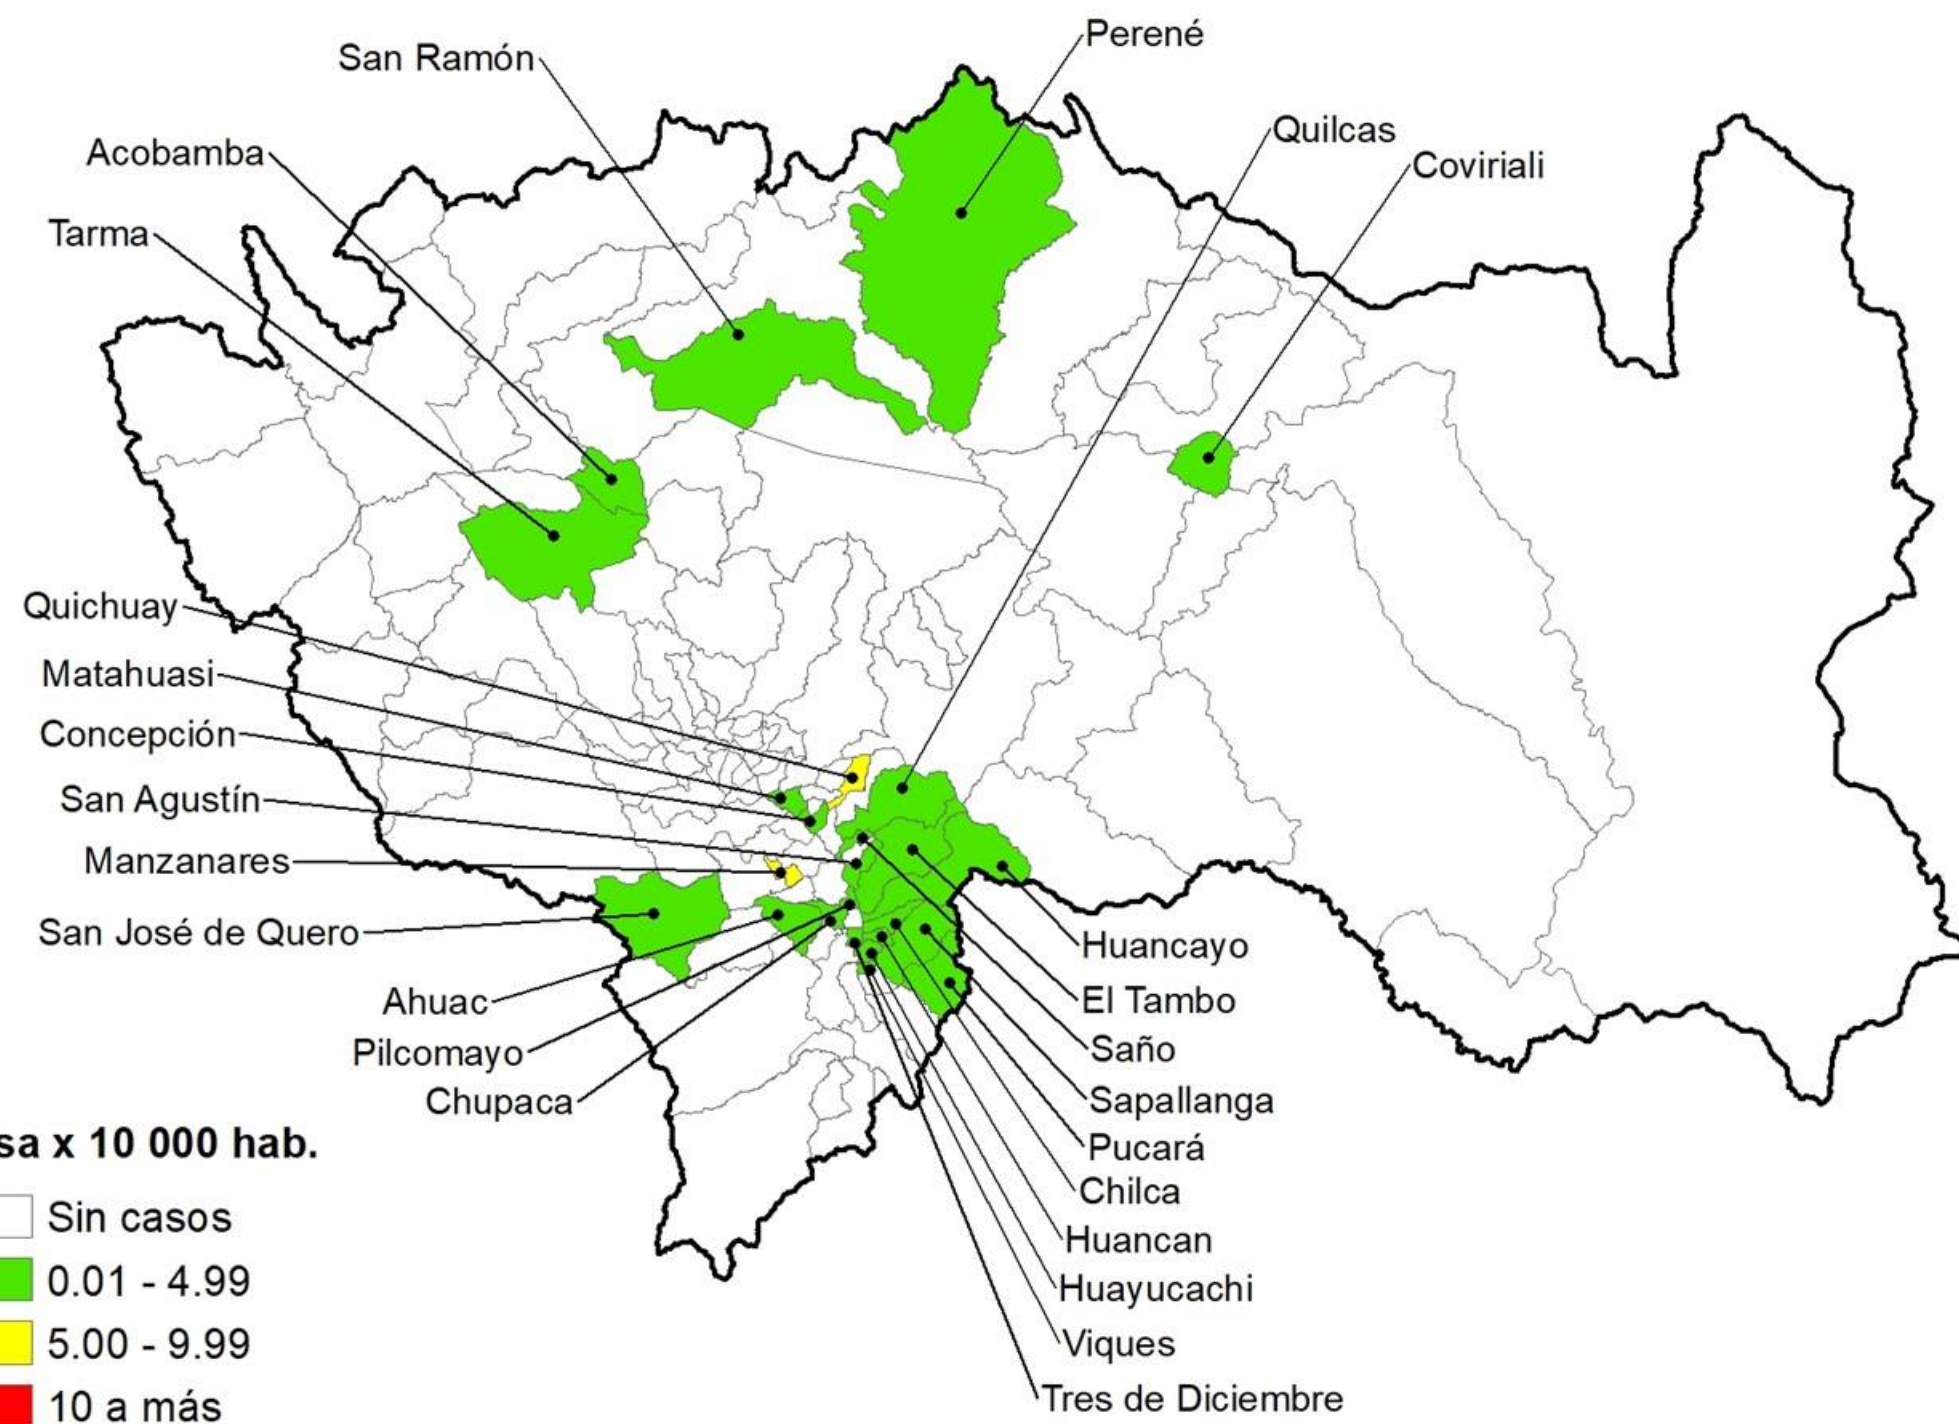 Perené
San Ramón
Quilcas
Acobamba
Coviriali
Tarma
Quichuay
Matahuasi
Concepción
San Agustín
Manzanares
San José de Quero
Huancayo
Ahuac
El Tambo
Pilcomayo
Saño
Chupaca
Sapallanga
Pucará
Chilca
Huancan
Huayucachi
Viques
Tres de Diciembre
sa x 10 000 hab.
Sin casos
0.01 - 4.99
5.00 - 9.99
10 a más